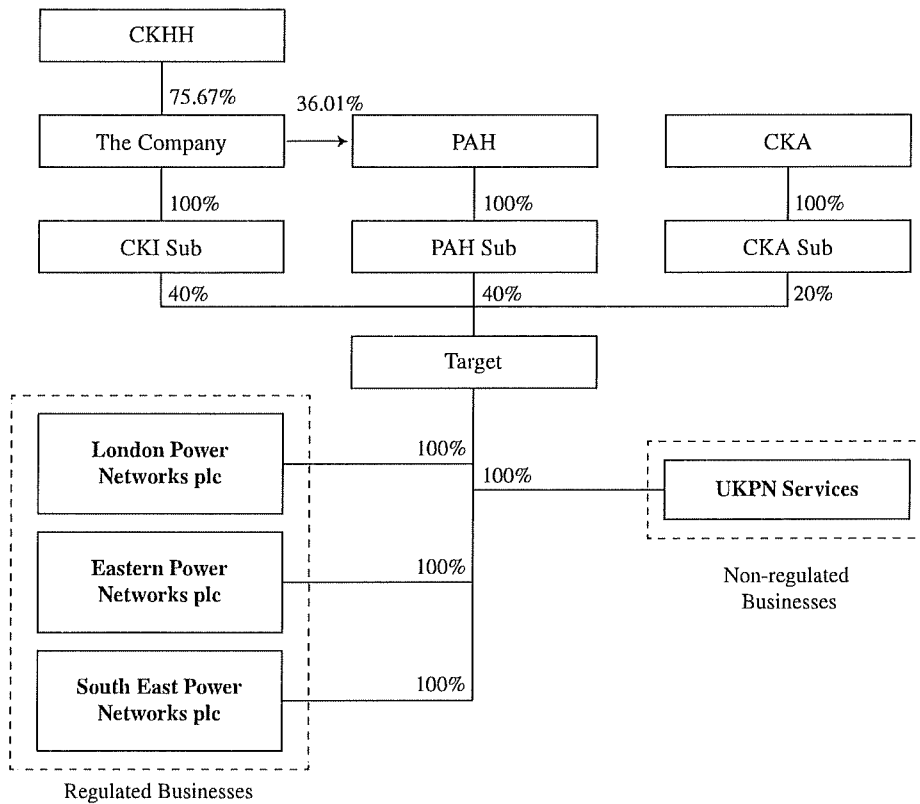 CKHH
75.67%
36.01%
The Company
PAH
CKA
100%
100%
100%
CKI Sub
PAH Sub
CKA Sub
40%
40%
20%
Target
London Power
Networks plc
100%
100%
UKPN Services
Eastern Power
Networks plc
100%
Non-regulated
Businesses
South East Power
Networks plc
100%
Regulated Businesses